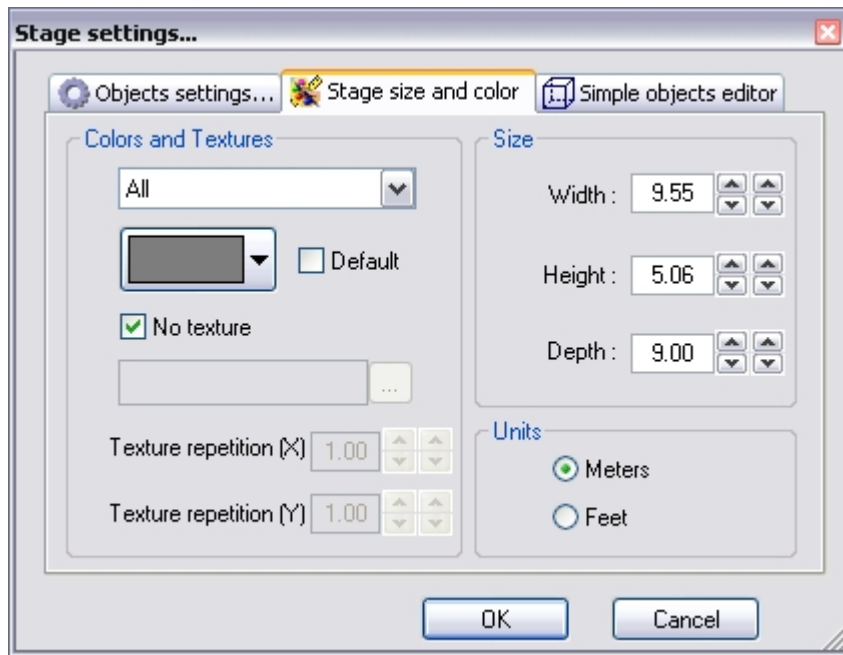 Stage settings...
Objects settings... Stage size and color Simple objects editor
Colors and Textures
All
Default
No texture
...
Texture repetition (X) 1.00
Texture repetition (Y) 1.00
Size
Width : 9.55
Height : 5.06
Depth : 9.00
Units
Meters
Feet
OK Cancel